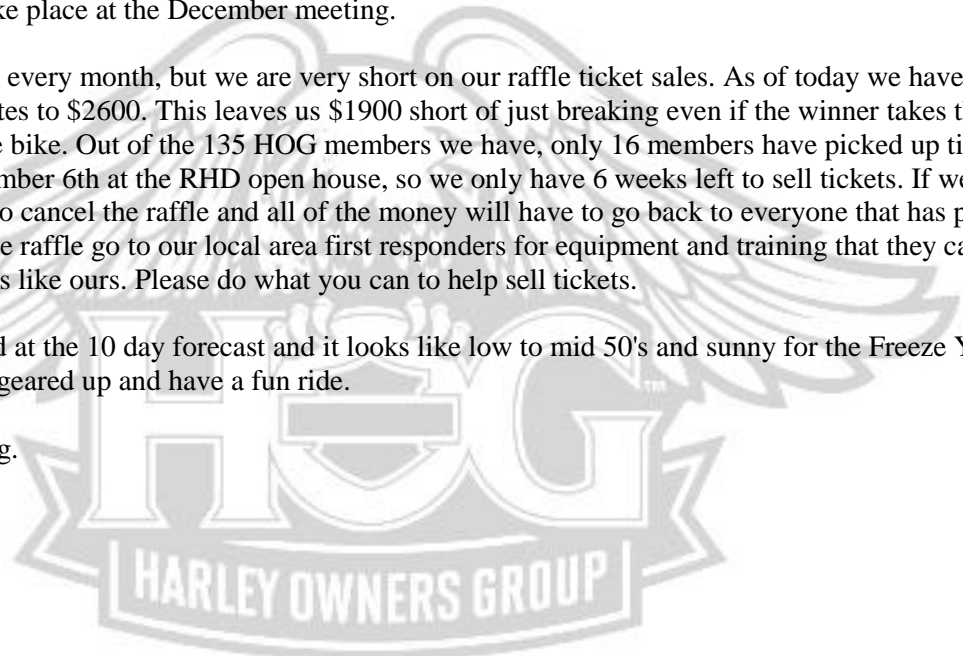 ke place at the December meeting.
every month, but we are very short on our raffle ticket sales. As of today we have
tes to $2600. This leaves us $1900 short of just breaking even if the winner takes th
e bike. Out of the 135 HOG members we have, only 16 members have picked up ti
mber 6th at the RHD open house, so we only have 6 weeks left to sell tickets. If we
o cancel the raffle and all of the money will have to go back to everyone that has p
e raffle go to our local area first responders for equipment and training that they ca
s like ours. Please do what you can to help sell tickets.
d at the 10 day forecast and it looks like low to mid 50's and sunny for the Freeze Y
geared up and have a fun ride.
g.
HOG
™
HARLEY OWNERS GROUP